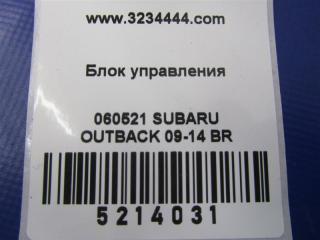 www.3234444.com
Блок управления
060521 SUBARU
OUTBACK 09-14 BR
5214031